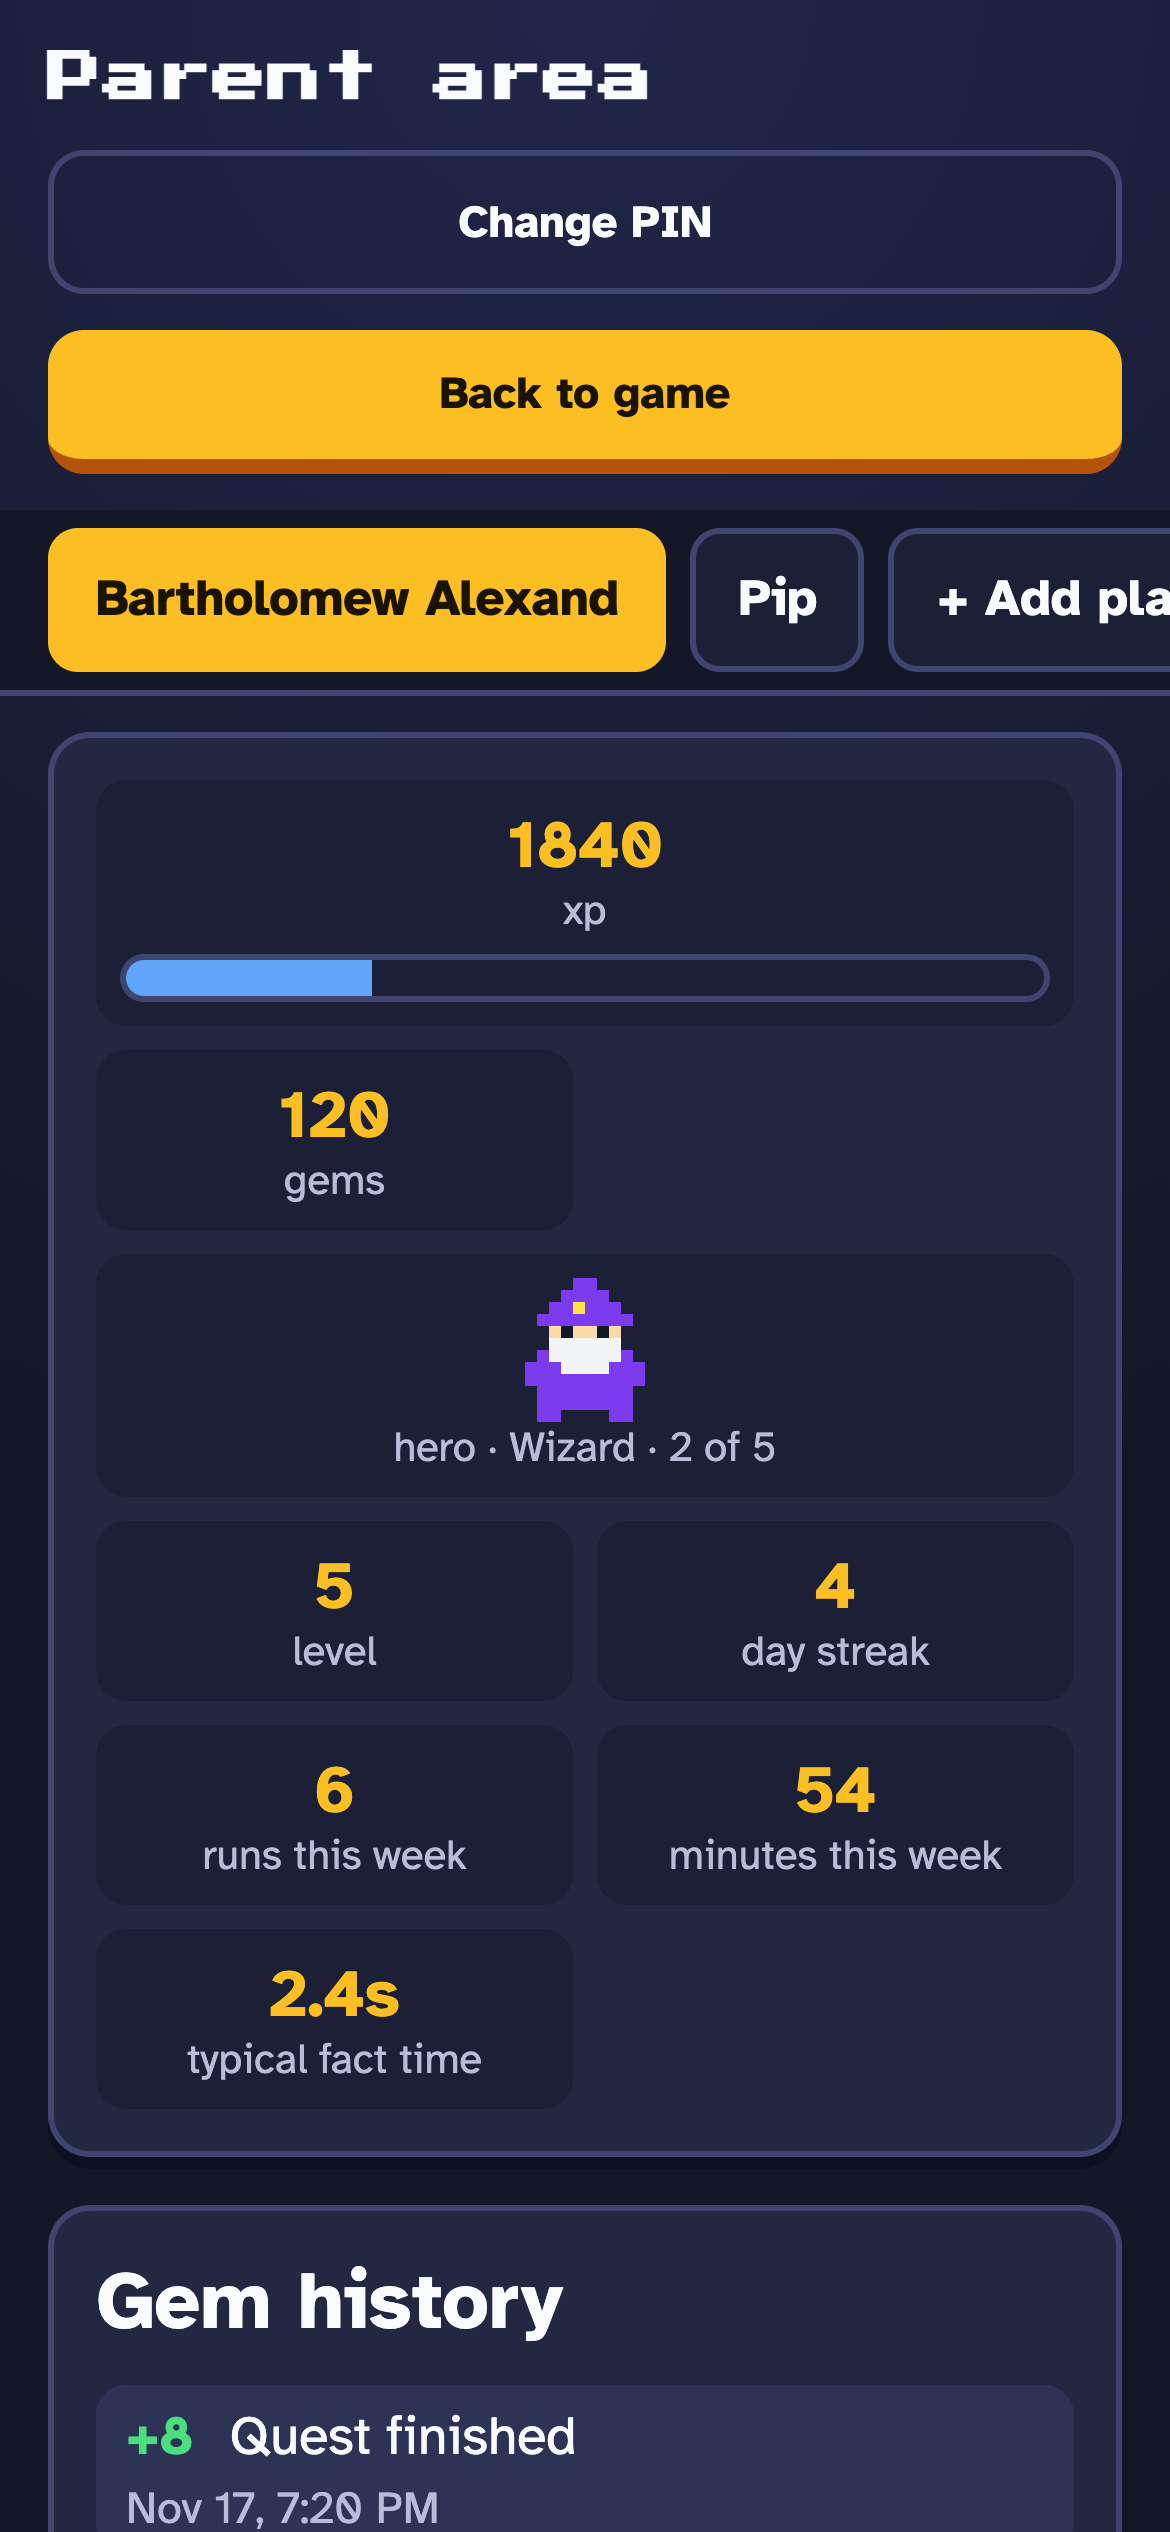 Parent area
Change PIN
Back to game
Bartholomew Alexand
Pip
+ Add pla
1840
xp
120
gems
hero · Wizard · 2 of 5
5
level
4
day streak
6
runs this week
54
minutes this week
2.4s
typical fact time
Gem history
+8 Quest finished
Nov 17, 7:20 PM